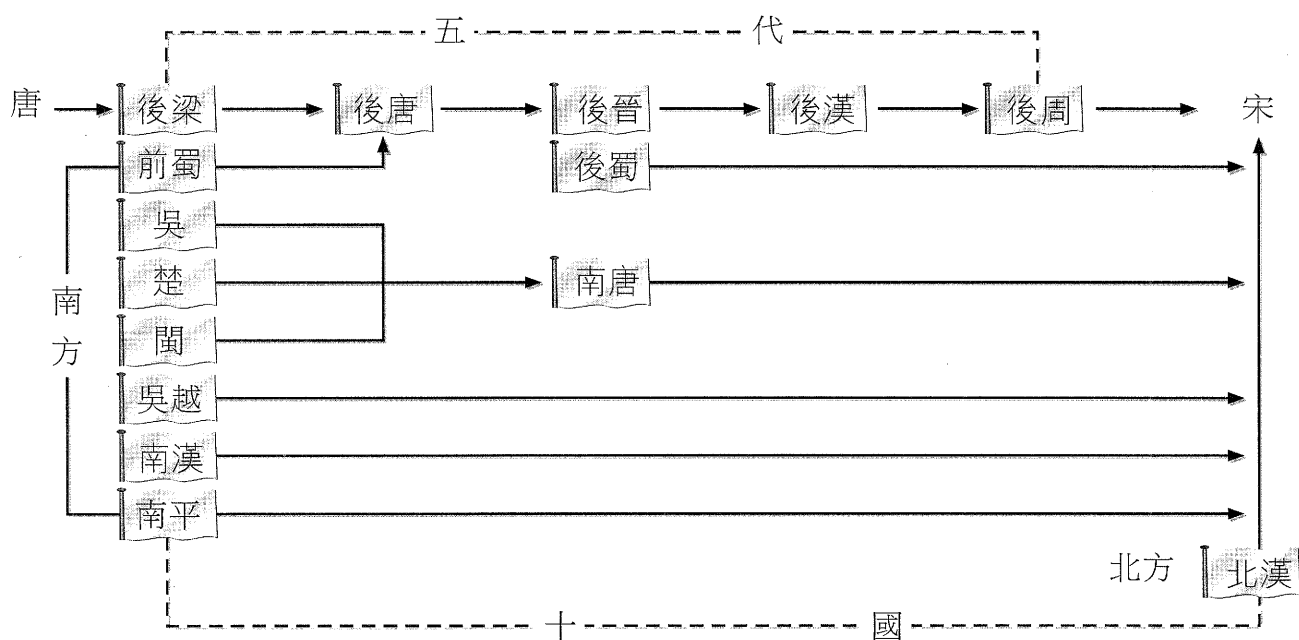 五代
唐 後梁 後唐 後晉 後漢 後周 宋
前蜀 後蜀
吳
楚 南唐
南方
閩
吳越
南漢
南平
北方 北漢
十國